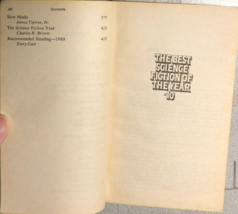 Contents
Slow Music
James Tiptree, Jr.
The Science Fiction Year
Charles N. Brown
Recommended Reading—1980
Terry Carr
THE BEST
SCIENCE
FICTION OF
THE YEAR
#10